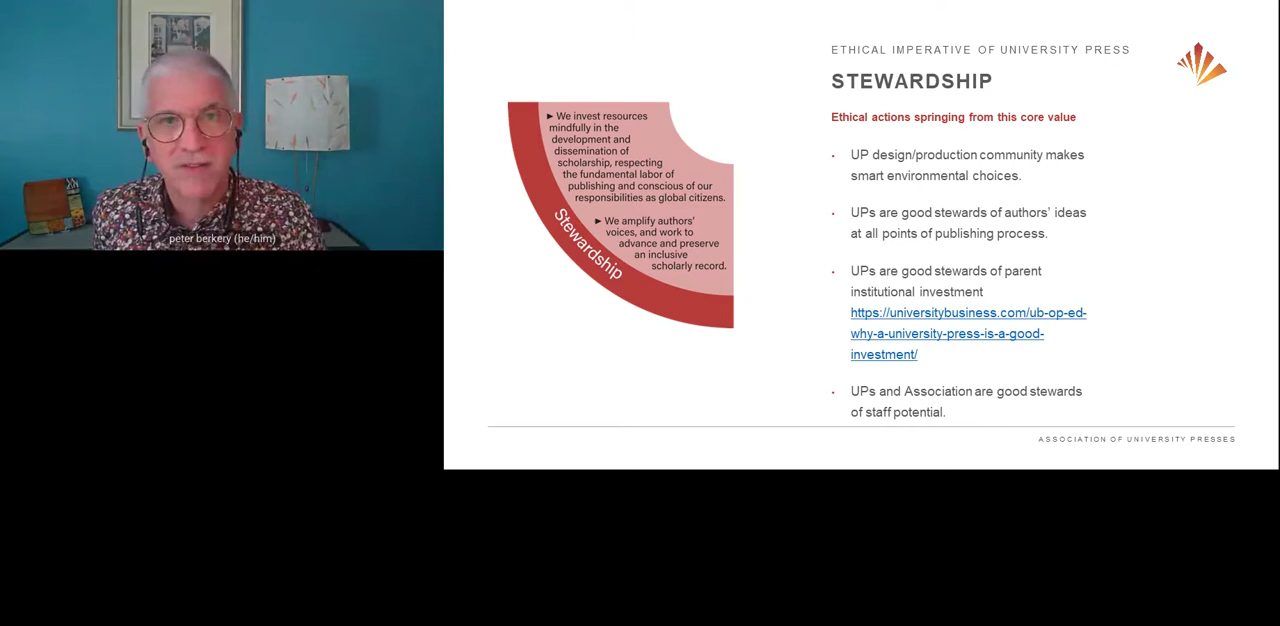 peter berkery (he/him)
ETHICAL IMPERATIVE OF UNIVERSITY PRESS
STEWARDSHIP
► We invest resources
mindfully in the
development and
dissemination of
scholarship, respecting
the fundamental labor of
publishing and conscious of our
responsibilities as global citizens.
► We amplify authors'
voices, and work to
advance and preserve
an inclusive
scholarly record.
Stewardship
Ethical actions springing from this core value
• UP design/production community makes
smart environmental choices.
• UPs are good stewards of authors' ideas
at all points of publishing process.
• UPs are good stewards of parent
institutional investment
https://universitybusiness.com/ub-op-ed-
why-a-university-press-is-a-good-
investment/
• UPs and Association are good stewards
of staff potential.
ASSOCIATION OF UNIVERSITY PRESSES